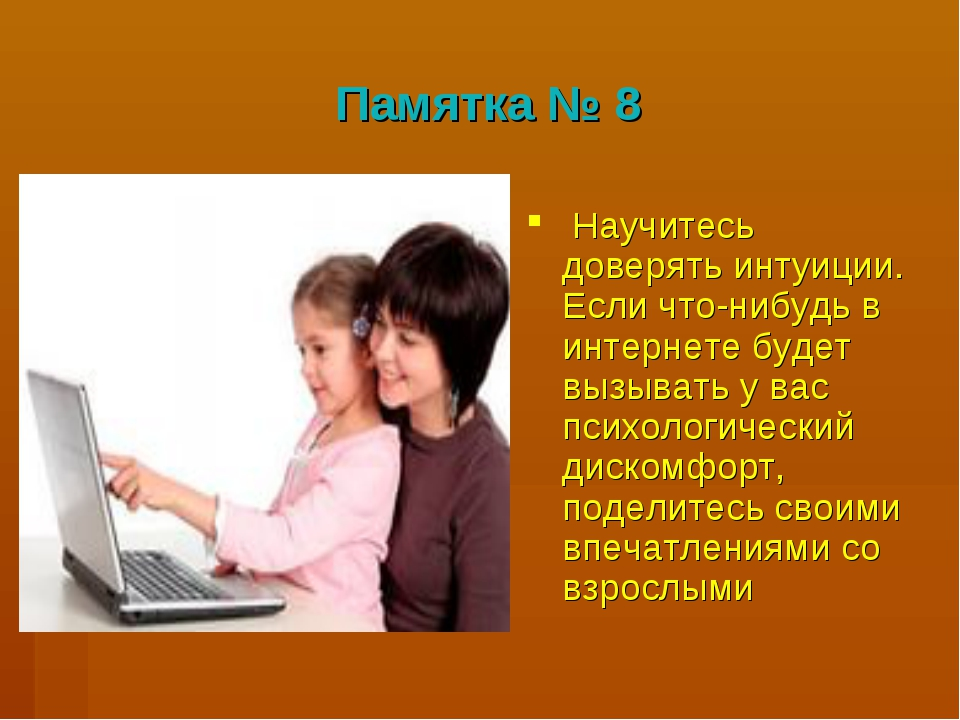 Памятка № 8
Научитесь
доверять интуиции.
Если что-нибудь в
интернете будет
вызывать у вас
психологический
дискомфорт,
поделитесь своими
впечатлениями со
взрослыми